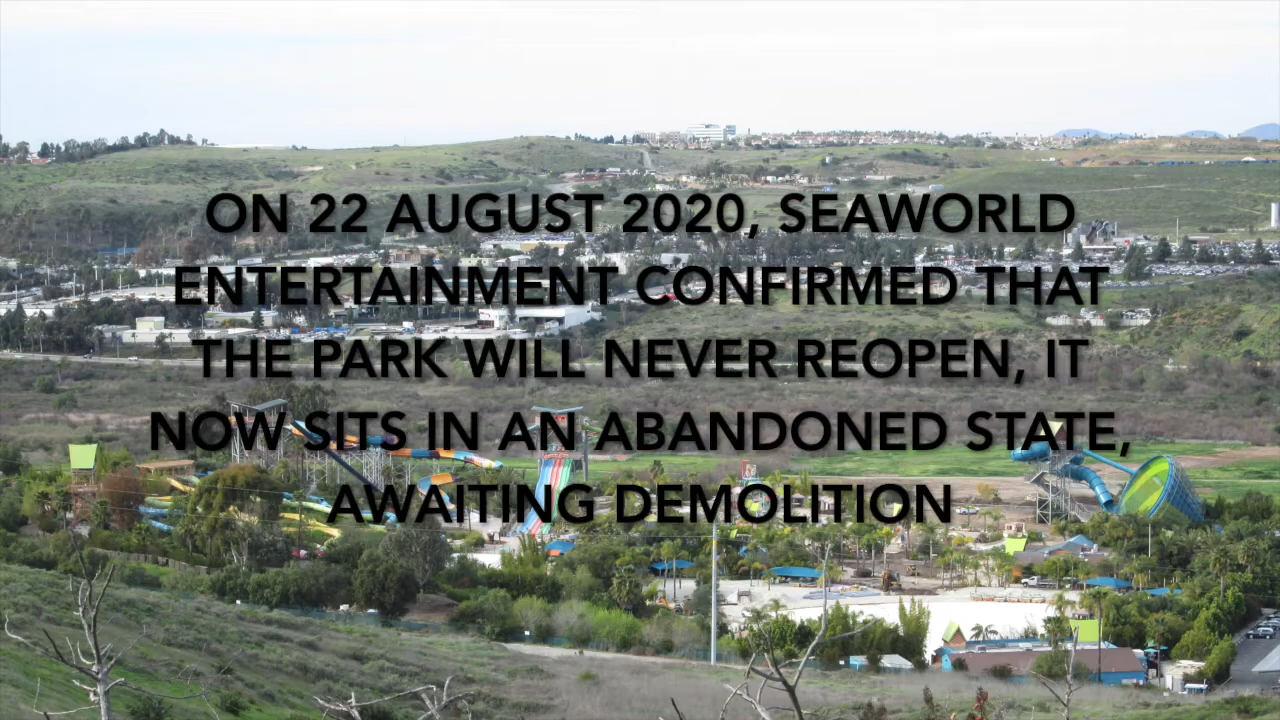 ON 22 AUGUST 2020, SEAWORLD
ENTERTAINMENT CONFIRMED THAT
THE PARK WILL NEVER REOPEN, IT
NOW SITS IN AN ABANDONED STATE,
AWAITING DEMOLITION